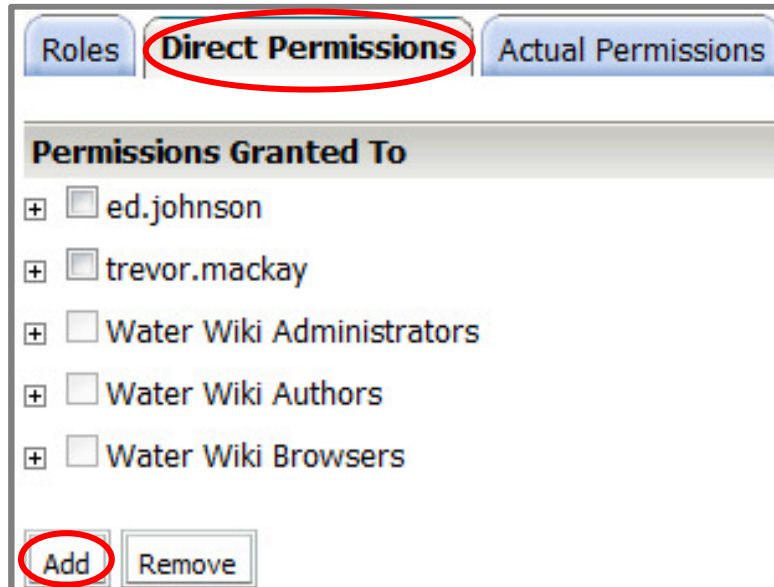 Roles Direct Permissions Actual Permissions
Permissions Granted To
ed.johnson
trevor.mackay
Water Wiki Administrators
Water Wiki Authors
Water Wiki Browsers
Add Remove